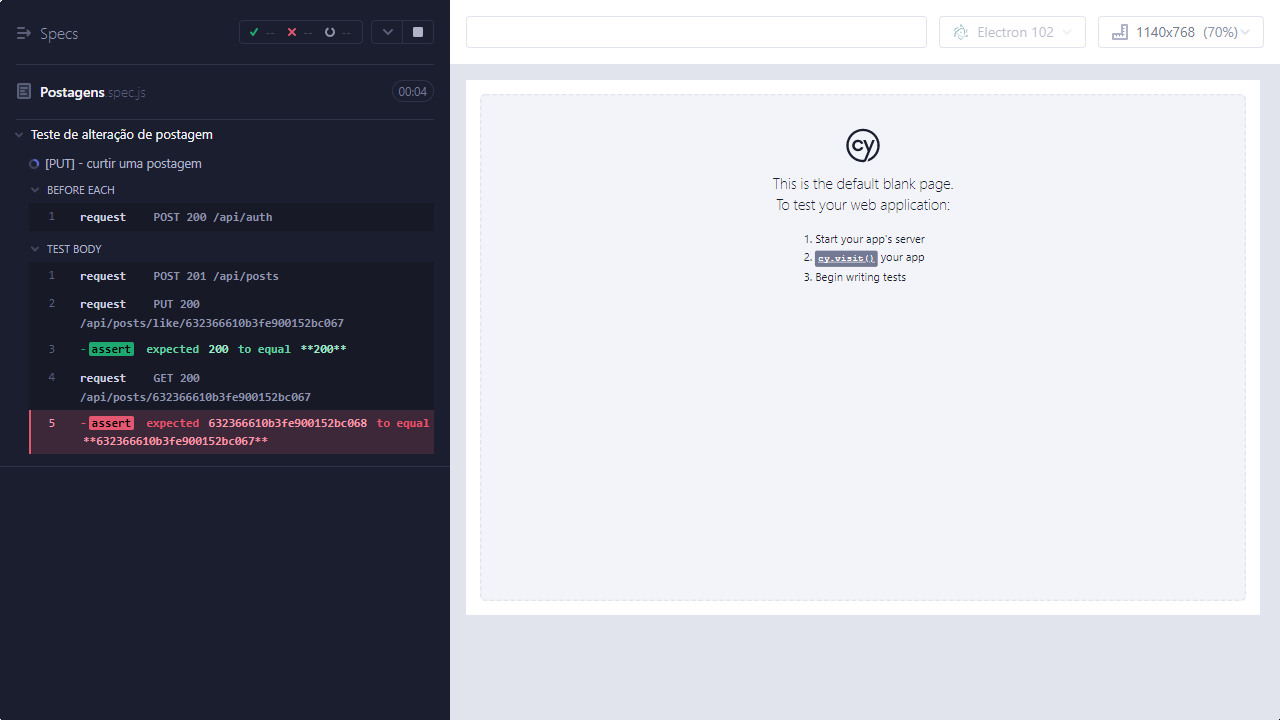 Specs
-- -- --
Postagens.spec.js
00:04
Teste de alteração de postagem
[PUT] - curtir uma postagem
BEFORE EACH
1 request POST 200 /api/auth
TEST BODY
1 request POST 201 /api/posts
2 request PUT 200
/api/posts/like/632366610b3fe900152bc067
3 -assert expected 200 to equal **200**
4 request GET 200
/api/posts/632366610b3fe900152bc067
5 -assert expected 632366610b3fe900152bc068 to equal
**632366610b3fe900152bc067**
Electron 102
1140x768 (70%)
cy
This is the default blank page.
To test your web application:
1. Start your app's server
2. cy.visit() your app
3. Begin writing tests